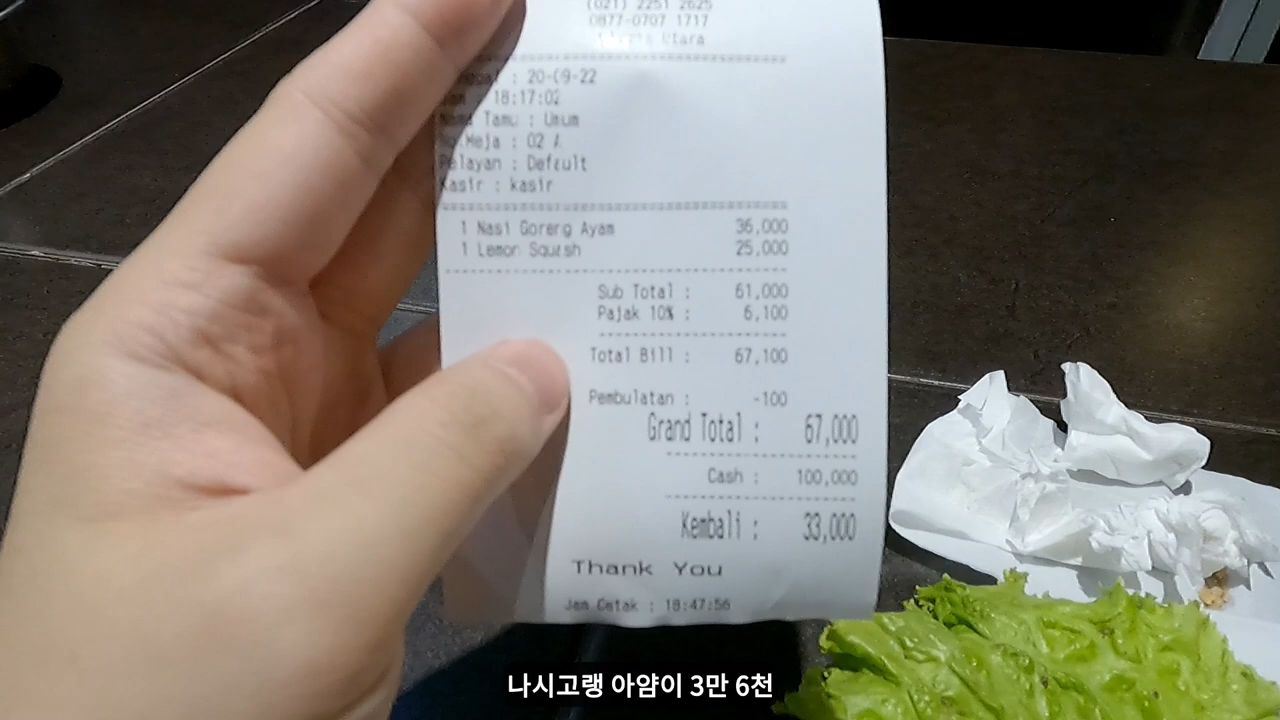 (021) 2251 2625
0877-0707 1717
Utara
: 20-09-22
: 18:17:02
Nama Tamu : Umum
No.Meja : 02 A
Pelayan : Default
Kasir : kasir
1 Nasi Goreng Ayam 36,000
1 Lemon Squash 25,000
Sub Total : 61,000
Pajak 10% : 6,100
Total Bill : 67,100
Pembulatan : -100
Grand Total : 67,000
Cash : 100,000
Kembali : 33,000
Thank You
Jam Cetak : 18:47:56
나시고랭 아얌이 3만 6천